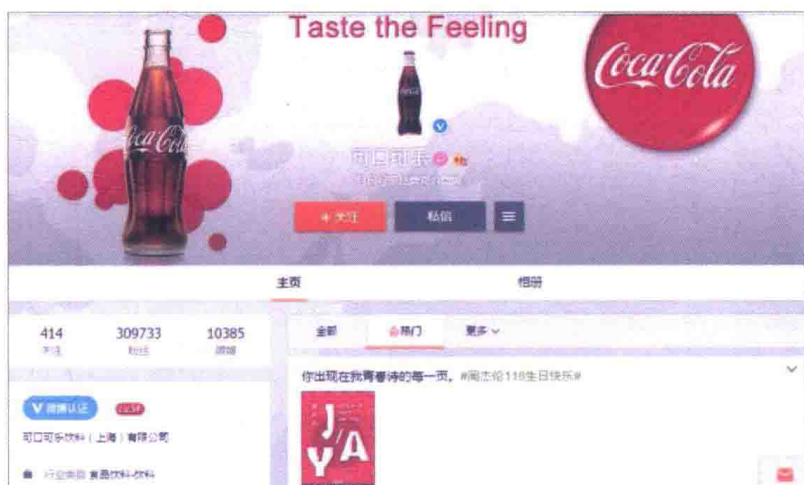 Taste the Feeling
Coca-Cola
Coca-Cola
可口可乐
+ 关注
私信
主页
相册
414
309733
10385
关注
粉丝
微博
全部
热门
更多
你出现在我青春诗的每一页，#周杰伦118生日快乐#
J
/A
Y
V 微博认证
可口可乐饮料（上海）有限公司
行业类别 食品饮料-饮料